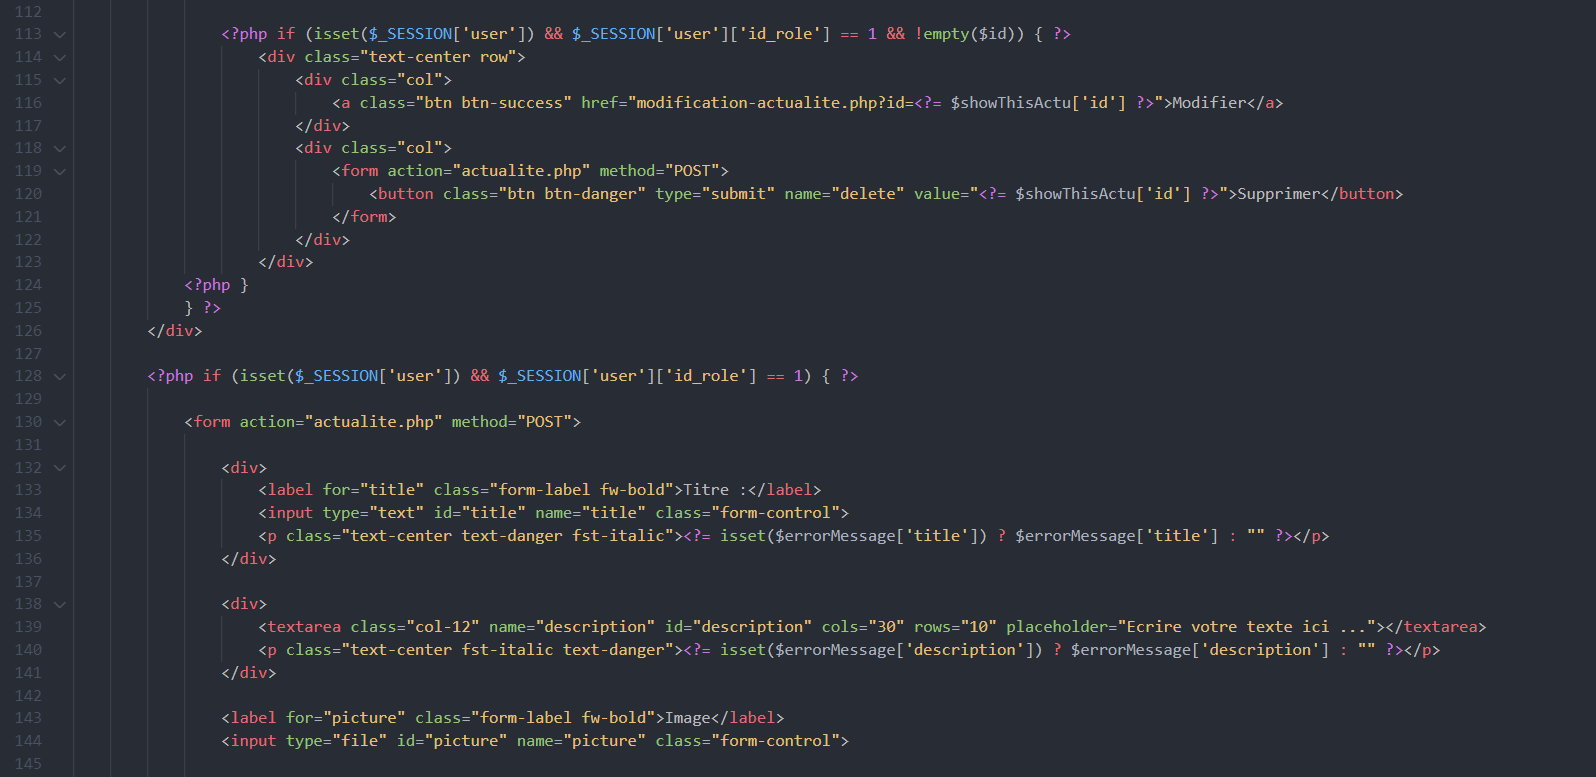 112
113 <?php if (isset($_SESSION['user']) && $_SESSION['user']['id_role'] == 1 && !empty($id)) { ?>
114 <div class="text-center row">
115 <div class="col">
116 <a class="btn btn-success" href="modification-actualite.php?id=<?= $showThisActu['id'] ?>">Modifier</a>
117 </div>
118 <div class="col">
119 <form action="actualite.php" method="POST">
120 <button class="btn btn-danger" type="submit" name="delete" value="<?= $showThisActu['id'] ?>">Supprimer</button>
121 </form>
122 </div>
123 </div>
124 <?php }
125 } ?>
126 </div>
127
128 <?php if (isset($_SESSION['user']) && $_SESSION['user']['id_role'] == 1) { ?>
129
130 <form action="actualite.php" method="POST">
131
132 <div>
133 <label for="title" class="form-label fw-bold">Titre :</label>
134 <input type="text" id="title" name="title" class="form-control">
135 <p class="text-center text-danger fst-italic"><?= isset($errorMessage['title']) ? $errorMessage['title'] : "" ?></p>
136 </div>
137
138 <div>
139 <textarea class="col-12" name="description" id="description" cols="30" rows="10" placeholder="Ecrire votre texte ici ..."></textarea>
140 <p class="text-center fst-italic text-danger"><?= isset($errorMessage['description']) ? $errorMessage['description'] : "" ?></p>
141 </div>
142
143 <label for="picture" class="form-label fw-bold">Image</label>
144 <input type="file" id="picture" name="picture" class="form-control">
145